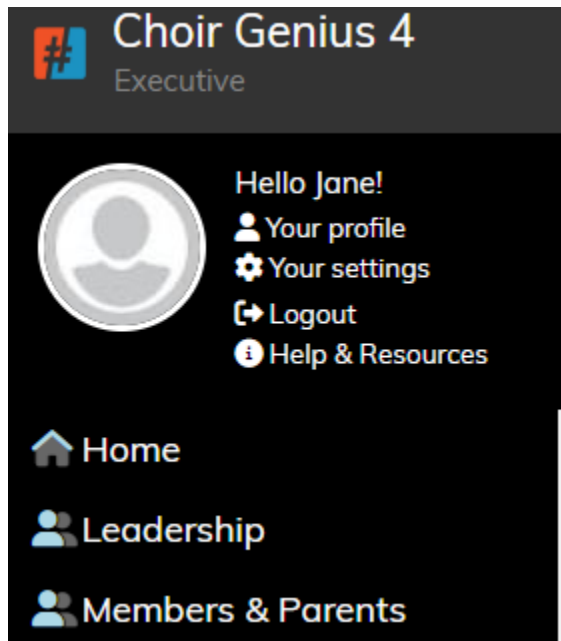 #
Choir Genius 4
Executive
Hello Jane!
Your profile
Your settings
Logout
Help & Resources
Home
Leadership
Members & Parents